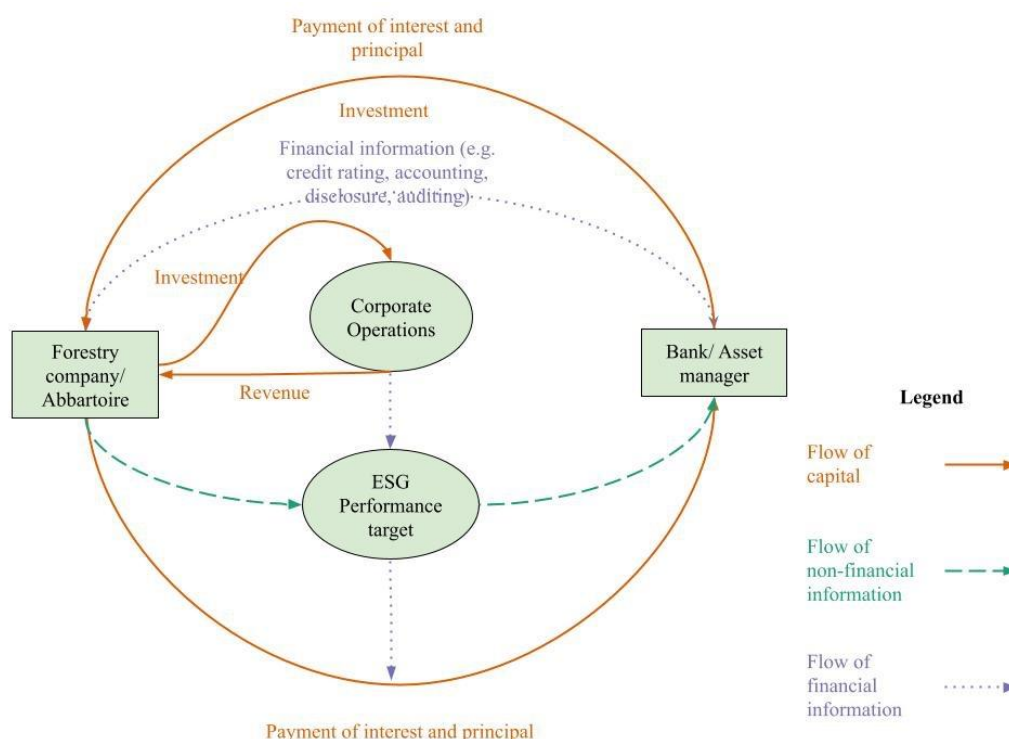 Payment of interest and
principal
Investment
Financial information (e.g.
credit rating, accounting,
disclosure, auditing)
Investment
Corporate
Operations
Forestry
company/
Abbartoire
Bank/ Asset
manager
Revenue
Legend
Flow of
capital
ESG
Performance
target
Flow of
non-financial
information
Flow of
financial
information
Payment of interest and principal